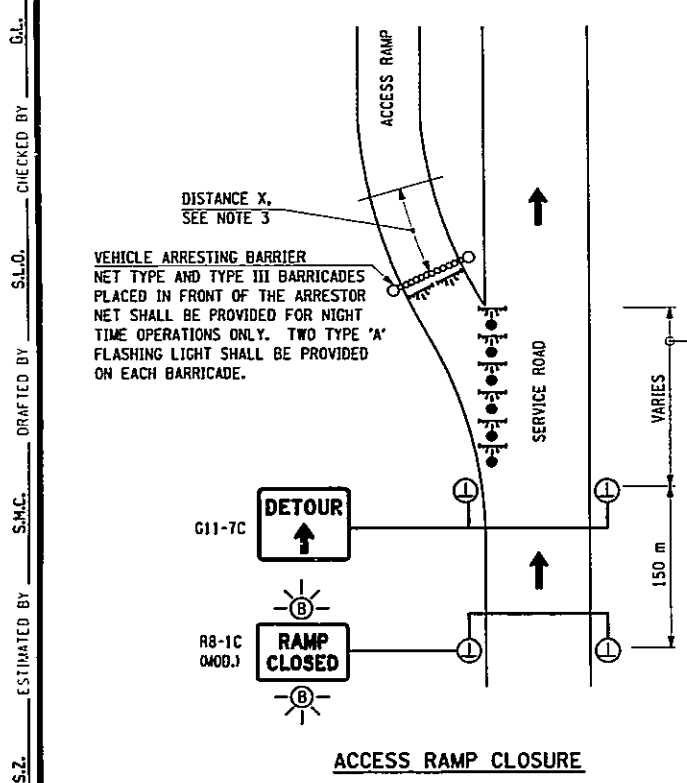 G.L.
CHECKED BY
S.L.O.
DRAFTED BY
S.M.C.
ESTIMATED BY
S.Z.
ACCESS RAMP
DISTANCE X,
SEE NOTE 3
VEHICLE ARRESTING BARRIER
NET TYPE AND TYPE III BARRICADES
PLACED IN FRONT OF THE ARRESTOR
NET SHALL BE PROVIDED FOR NIGHT
TIME OPERATIONS ONLY. TWO TYPE 'A'
FLASHING LIGHT SHALL BE PROVIDED
ON EACH BARRICADE.
SERVICE ROAD
VARIES
G11-7C
DETOUR
150 m
B
R8-1C
(MOD.)
RAMP
CLOSED
B
ACCESS RAMP CLOSURE